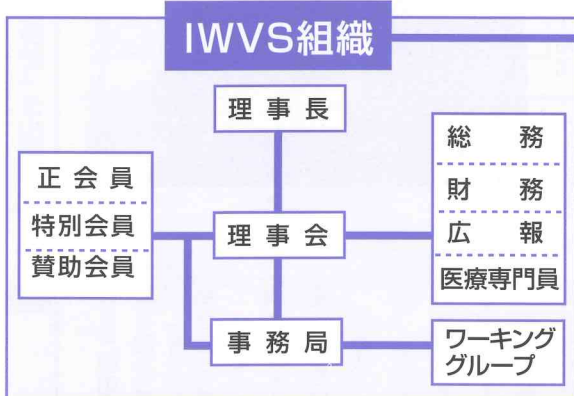 IWVS組織
理事長
正会員
特別会員
賛助会員
理事会
総務
財務
広報
医療専門員
事務局
ワーキング
グループ